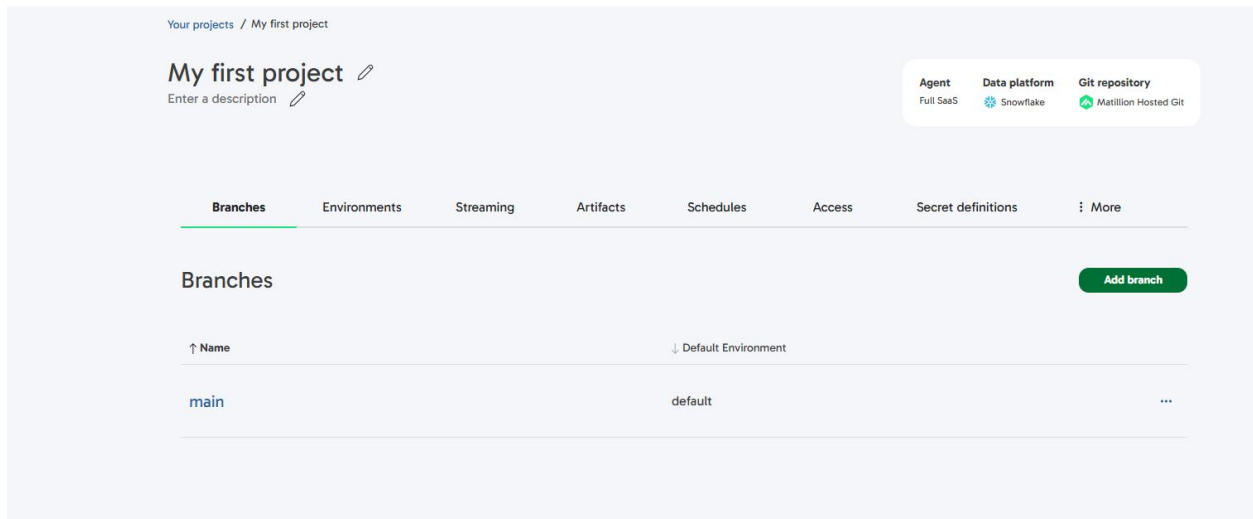 Your projects / My first project
My first project
Enter a description
Agent Data platform Git repository
Full SaaS Snowflake Matillion Hosted Git
Branches Environments Streaming Artifacts Schedules Access Secret definitions ⋮ More
Branches Add branch
↑ Name ↓ Default Environment
main default ...